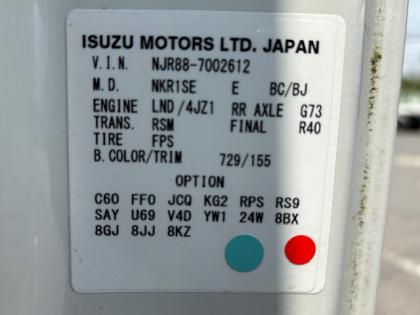 ISUZU MOTORS LTD. JAPAN
V.I.N. NJR88-7002612
M.D. NKR1SE E BC/BJ
ENGINE LND/4JZ1 RR AXLE G73
TRANS. RSM FINAL R40
TIRE FPS
B.COLOR/TRIM 729/155
OPTION
C60 FF0 JCQ KG2 RPS RS9
SAY U69 V4D YW1 24W 8BX
8GJ 8JJ 8KZ